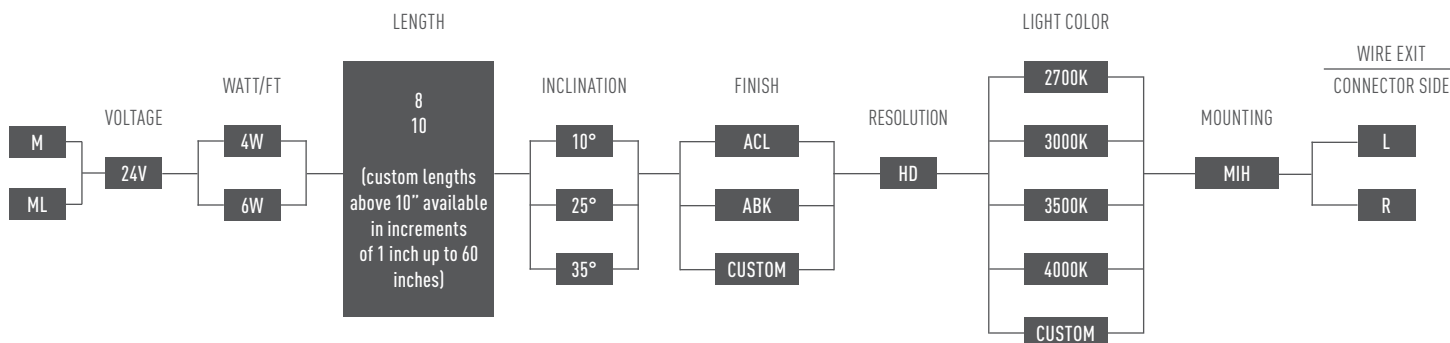 M
ML
VOLTAGE
24V
WATT/FT
4W
6W
LENGTH
8
10
(custom lengths
above 10” available
in increments
of 1 inch up to 60
inches)
INCLINATION
10°
25°
35°
FINISH
ACL
ABK
CUSTOM
RESOLUTION
HD
LIGHT COLOR
2700K
3000K
3500K
4000K
CUSTOM
MOUNTING
MIH
WIRE EXIT
CONNECTOR SIDE
L
R